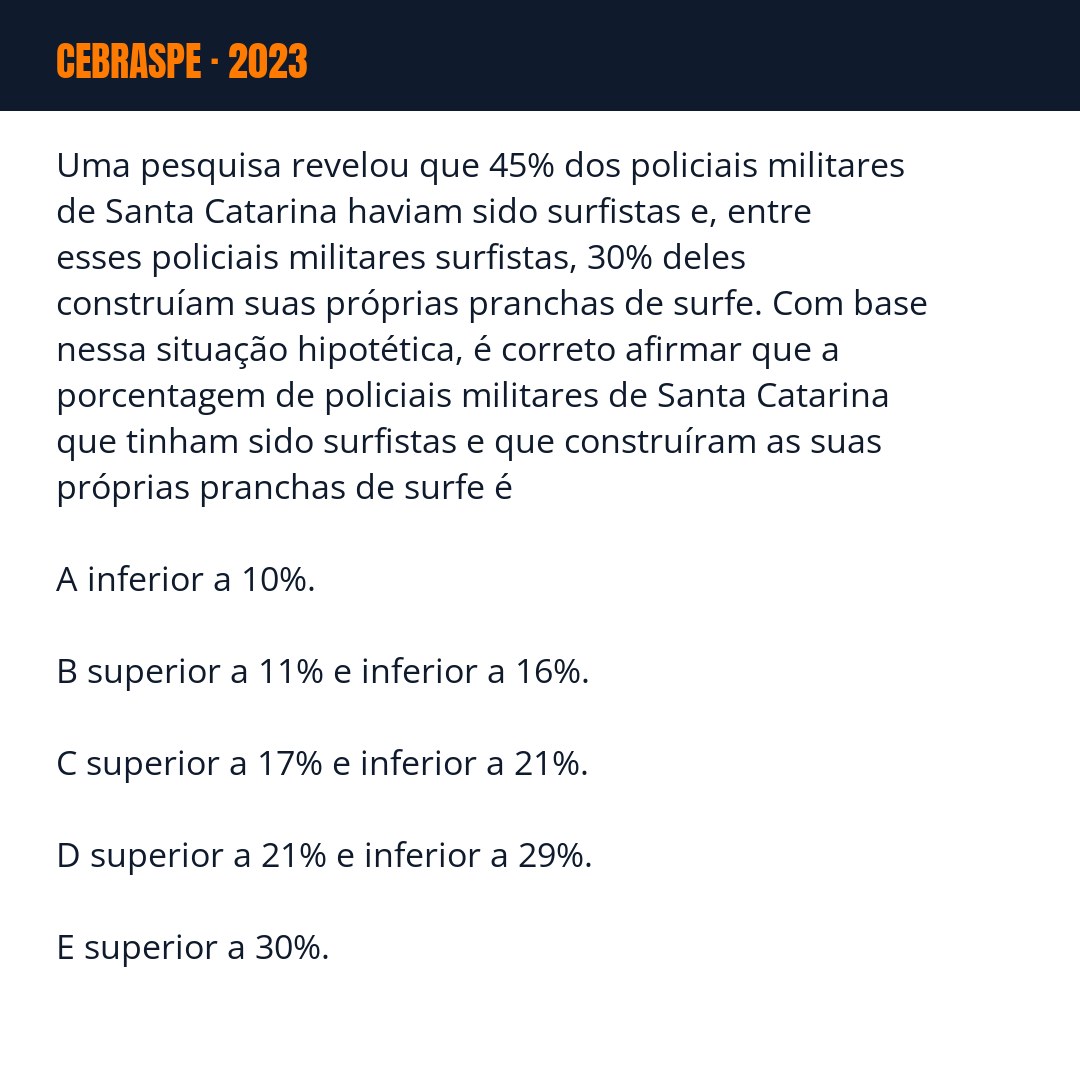 CEBRASPE · 2023
Uma pesquisa revelou que 45% dos policiais militares
de Santa Catarina haviam sido surfistas e, entre
esses policiais militares surfistas, 30% deles
construíam suas próprias pranchas de surfe. Com base
nessa situação hipotética, é correto afirmar que a
porcentagem de policiais militares de Santa Catarina
que tinham sido surfistas e que construíram as suas
próprias pranchas de surfe é
A inferior a 10%.
B superior a 11% e inferior a 16%.
C superior a 17% e inferior a 21%.
D superior a 21% e inferior a 29%.
E superior a 30%.